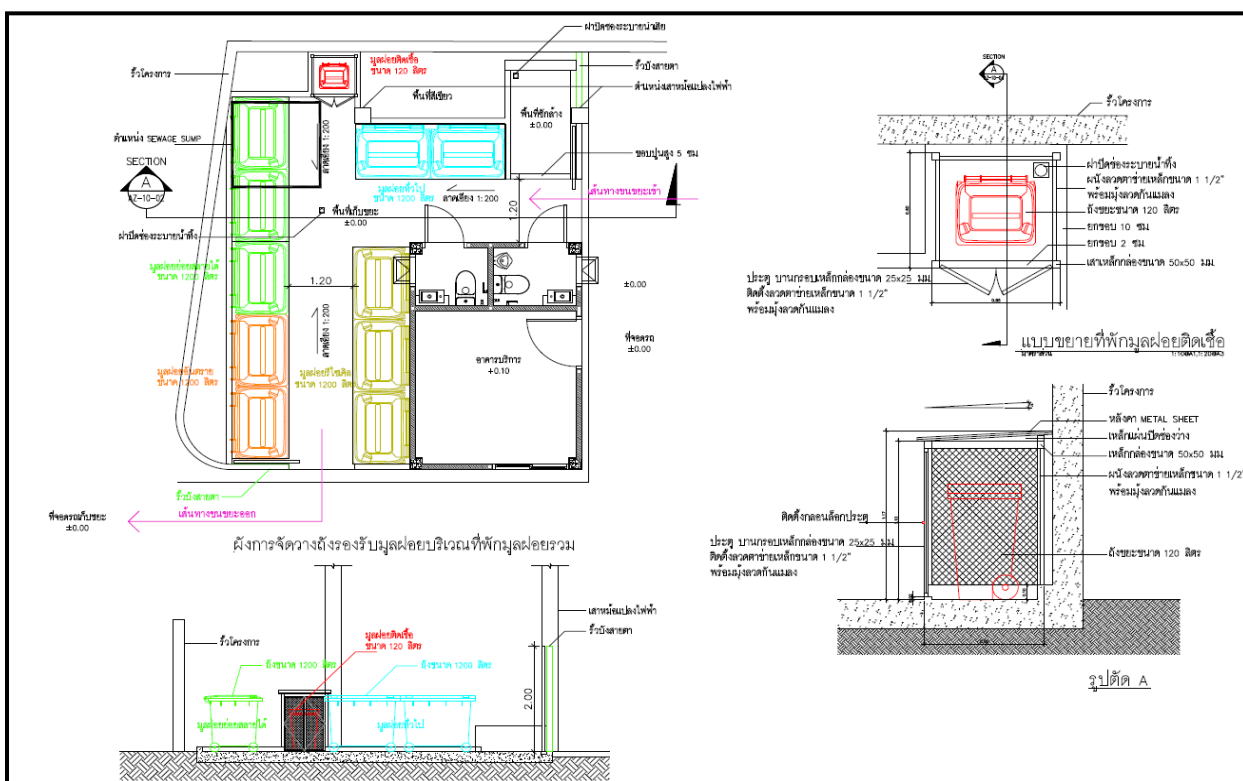 ฝาปิดช่องระบายน้ำเสีย
รั้วโครงการ
มูลฝอยติดเชื้อ
ขนาด 120 ลิตร
รั้วบังสายตา
พื้นที่สีเขียว
ตำแหน่งเสาหม้อแปลงไฟฟ้า
พื้นที่ซักล้าง
±0.00
ตำแหน่ง SEWAGE SUMP
ลาดเอียง 1:200
ขอบปูนสูง 5 ซม
SECTION
A
AZ-10-02
มูลฝอยทั่วไป
ขนาด 1200 ลิตร
ลาดเอียง 1:200
เส้นทางขนขยะเข้า
1.20
พื้นที่เก็บขยะ
±0.00
ฝาปิดช่องระบายน้ำทิ้ง
มูลฝอยย่อยสลายได้
ขนาด 1200 ลิตร
1.20
±0.00
ลาดเอียง 1:200
ที่จอดรถ
±0.00
อาคารบริการ
+0.10
มูลฝอยอันตราย
ขนาด 1200 ลิตร
มูลฝอยรีไซเคิล
ขนาด 1200 ลิตร
รั้วบังสายตา
ที่จอดรถเก็บขยะ
±0.00
เส้นทางขนขยะออก
ผังการจัดวางถังรองรับมูลฝอยบริเวณที่พักมูลฝอยรวม
เสาหม้อแปลงไฟฟ้า
รั้วบังสายตา
รั้วโครงการ
มูลฝอยติดเชื้อ
ขนาด 120 ลิตร
ถังขนาด 1200 ลิตร
ถังขนาด 1200 ลิตร
2.00
มูลฝอยย่อยสลายได้
มูลฝอยทั่วไป
SECTION
A
รั้วโครงการ
ฝาปิดช่องระบายน้ำทิ้ง
ผนังลวดตาข่ายเหล็กขนาด 1 1/2"
พร้อมมุ้งลวดกันแมลง
ถังขยะขนาด 120 ลิตร
ยกขอบ 10 ซม
ยกขอบ 2 ซม
เสาเหล็กกล่องขนาด 50x50 มม
ประตู บานกรอบเหล็กกล่องขนาด 25x25 มม
ติดตั้งลวดตาข่ายเหล็กขนาด 1 1/2"
พร้อมมุ้งลวดกันแมลง
แบบขยายที่พักมูลฝอยติดเชื้อ
รั้วโครงการ
หลังคา METAL SHEET
เหล็กแผ่นปิดช่องว่าง
เหล็กกล่องขนาด 50x50 มม
ผนังลวดตาข่ายเหล็กขนาด 1 1/2"
พร้อมมุ้งลวดกันแมลง
ติดตั้งกลอนล็อกประตู
ประตู บานกรอบเหล็กกล่องขนาด 25x25 มม
ติดตั้งลวดตาข่ายเหล็กขนาด 1 1/2"
พร้อมมุ้งลวดกันแมลง
ถังขยะขนาด 120 ลิตร
รูปตัด A